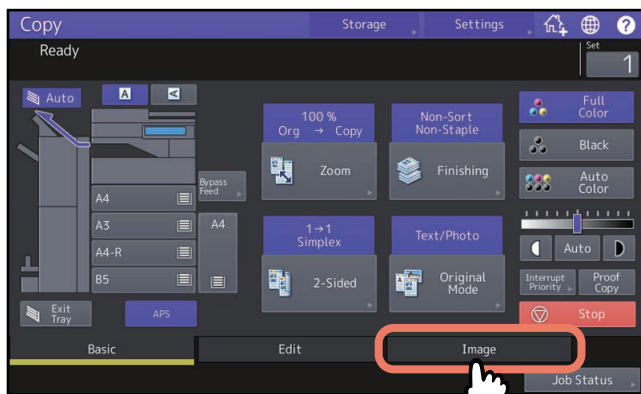 Copy
Storage
Settings
?
Ready
Set
1
Auto
A
A
100 %
Org → Copy
Zoom
Non-Sort
Non-Staple
Finishing
Full
Color
Black
Auto
Color
Bypass
Feed
A4
A3
A4-R
B5
A4
1→1
Simplex
2-Sided
Text/Photo
Original
Mode
Auto
Interrupt
Priority
Proof
Copy
Exit
Tray
APS
Stop
Basic
Edit
Image
Job Status